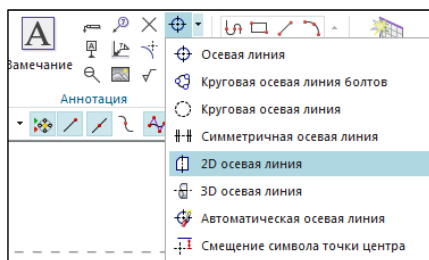 A
Замечание
Аннотация
Осевая линия
Круговая осевая линия болтов
Круговая осевая линия
Симметричная осевая линия
2D осевая линия
3D осевая линия
Автоматическая осевая линия
Смещение символа точки центра